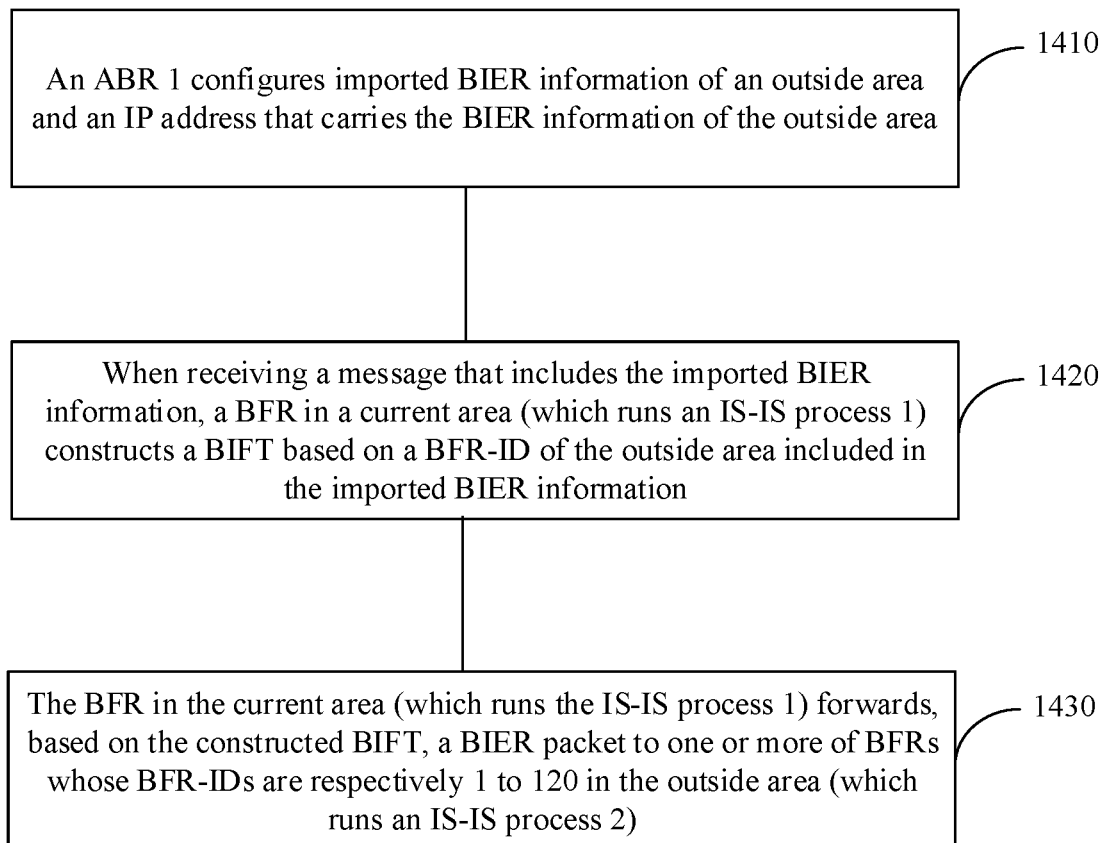 An ABR 1 configures imported BIER information of an outside area
and an IP address that carries the BIER information of the outside area
1410
When receiving a message that includes the imported BIER
information, a BFR in a current area (which runs an IS-IS process 1)
constructs a BIFT based on a BFR-ID of the outside area included in
the imported BIER information
1420
The BFR in the current area (which runs the IS-IS process 1) forwards,
based on the constructed BIFT, a BIER packet to one or more of BFRs
whose BFR-IDs are respectively 1 to 120 in the outside area (which
runs an IS-IS process 2)
1430